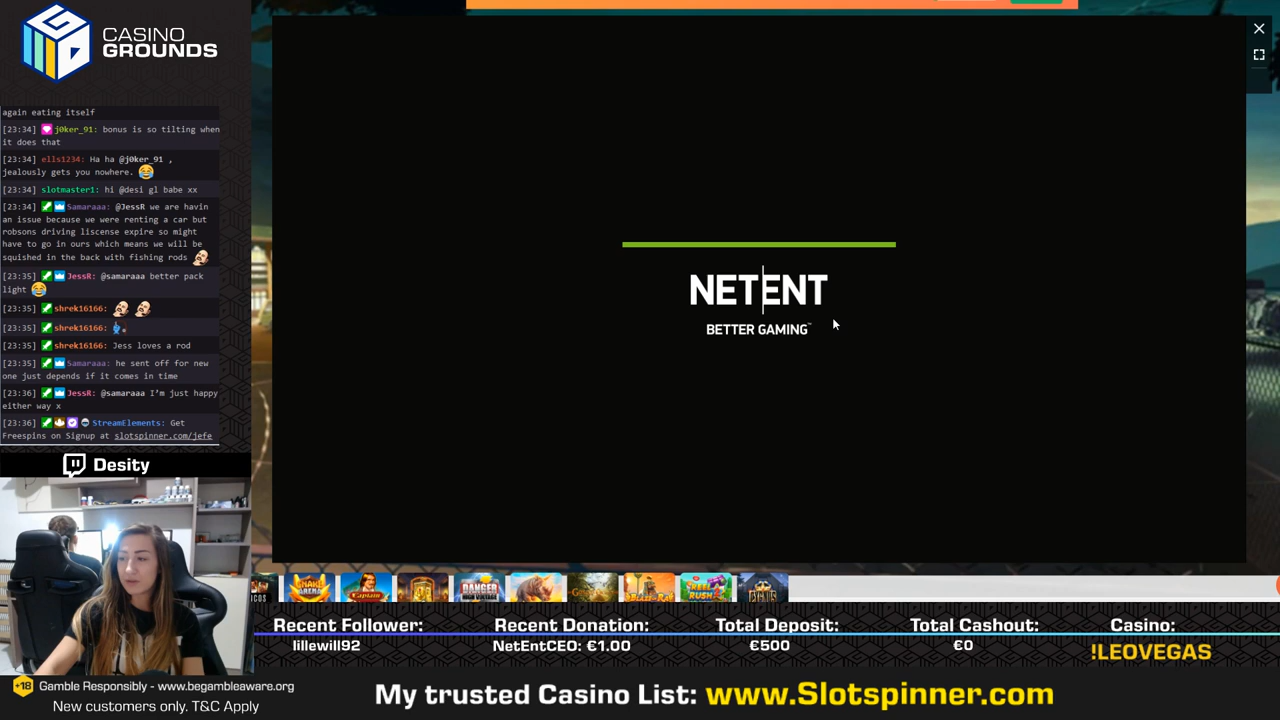 CASINO
GROUNDS
again eating itself
[23:34] j0ker_91: bonus is so tilting when
it does that
[23:34] ells1234: Ha ha @j0ker_91 ,
jealously gets you nowhere.
[23:34] slotmaster1: hi @desi gl babe xx
[23:34] Samaraaa: @JessR we are havin
an issue because we were renting a car but
robsons driving liscense expire so might
have to go in ours which means we will be
squished in the back with fishing rods
[23:35] JessR: @samaraaa better pack
light
[23:35] shrek16166:
[23:35] shrek16166:
[23:35] shrek16166: Jess loves a rod
[23:35] Samaraaa: he sent off for new
one just depends if it comes in time
[23:36] JessR: @samaraaa I'm just happy
either way x
[23:36] StreamElements: Get
Freespins on Signup at slotspinner.com/jefe
Desity
NETENT
BETTER GAMING™
DANGER
Recent Follower:
lillewill92
Recent Donation:
NetEntCEO: €1.00
Total Deposit:
€500
Total Cashout:
€0
Casino:
!LEOVEGAS
+18 Gamble Responsibly - www.begambleaware.org
New customers only. T&C Apply
My trusted Casino List: www.Slotspinner.com